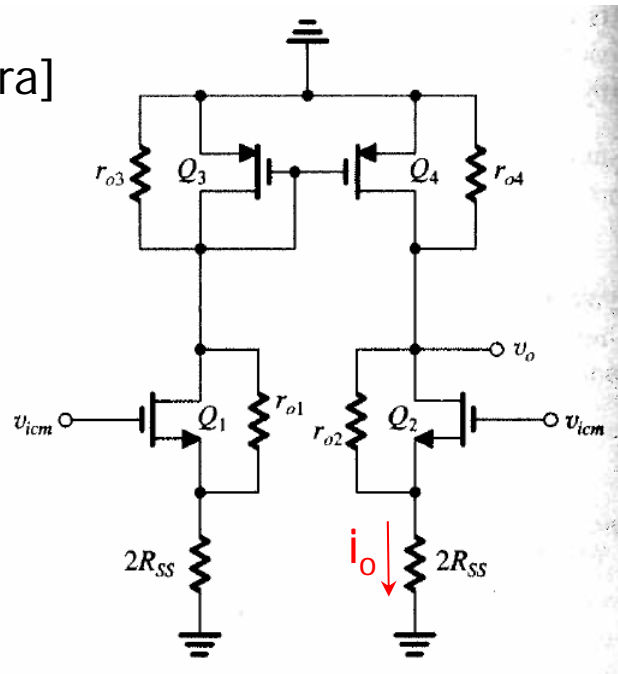 ra]
r_o3
Q_3
Q_4
r_o4
v_o
v_icm
Q_1
r_o1
r_o2
Q_2
v_icm
2R_SS
i_o
2R_SS